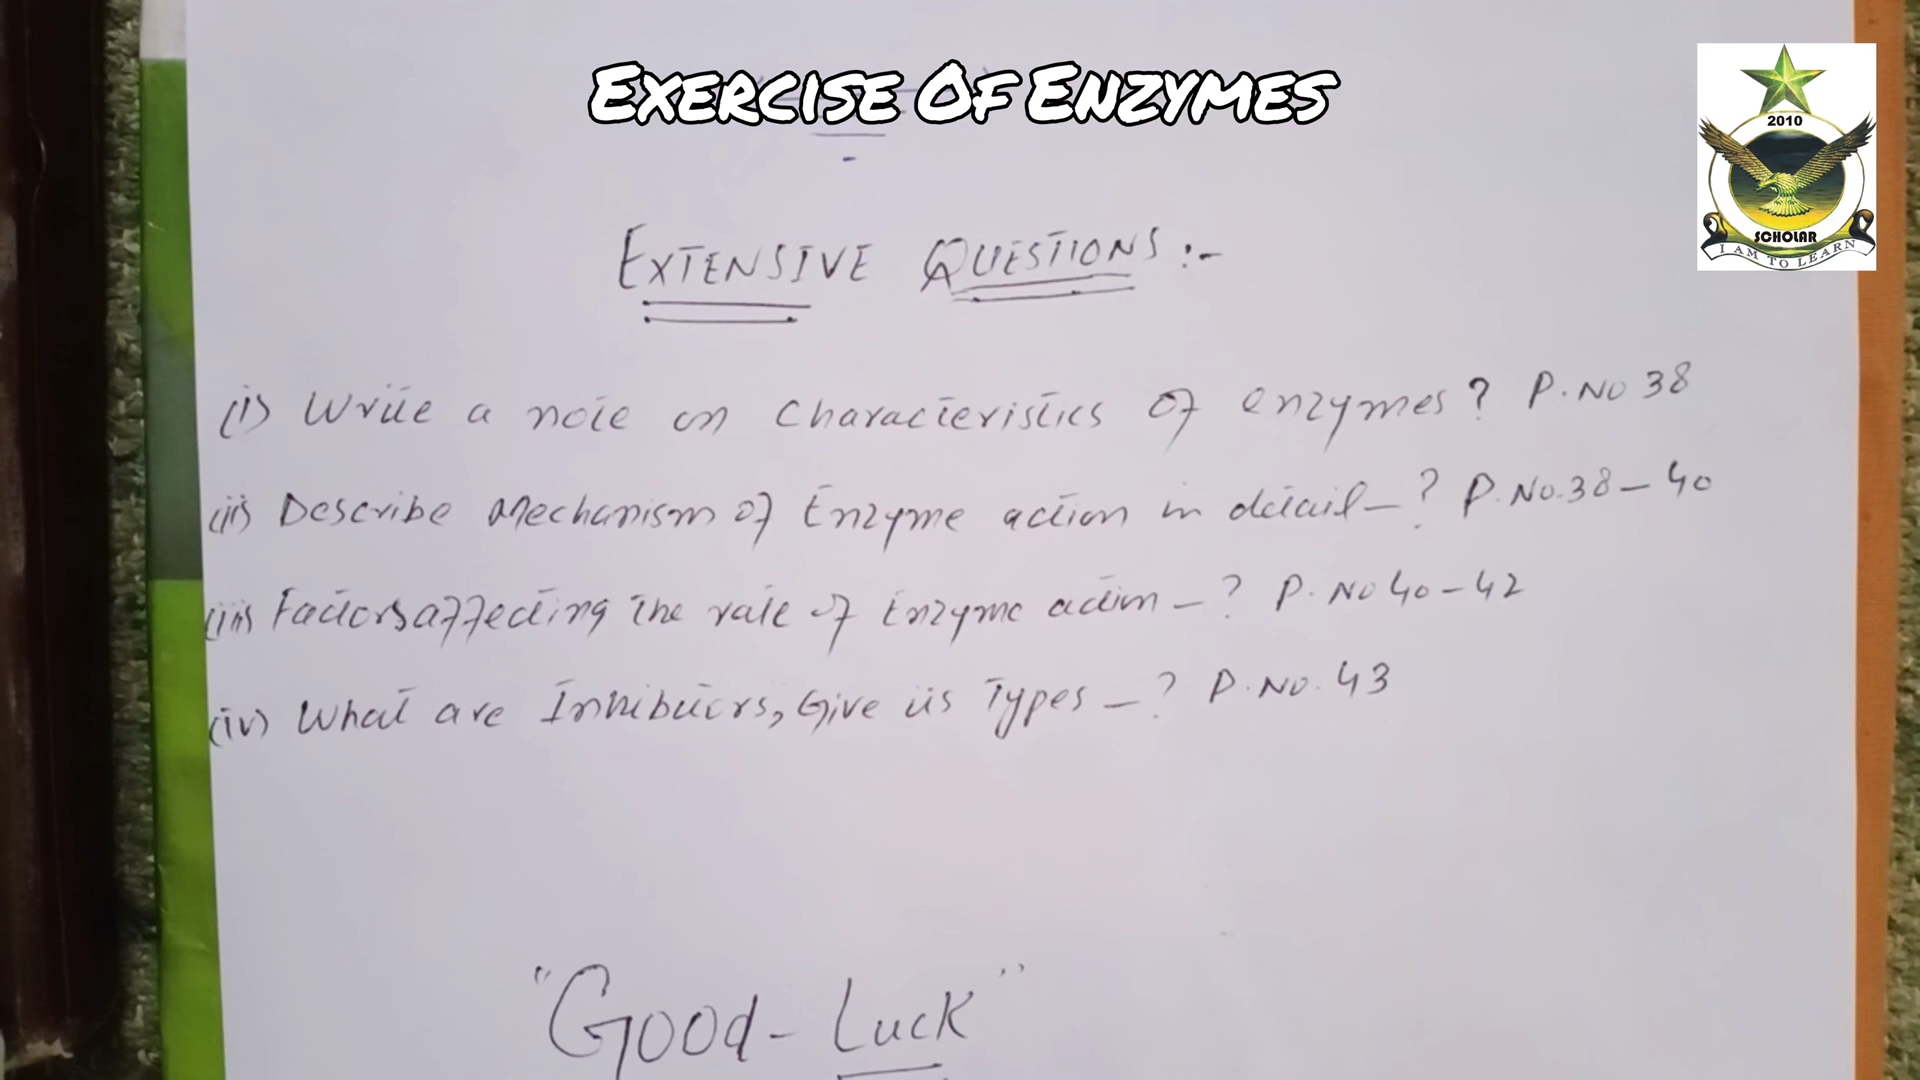 EXERCISE OF ENZYMES
2010
SCHOLAR
I AM TO LEARN
EXTENSIVE QUESTIONS :-
(i) Write a note on characteristics of enzymes? P.No 38
(ii) Describe Mechanism of Enzyme action in detail-? P.No.38-40
(iii) Factors affecting the rate of Enzyme action-? P.No 40-42
(iv) What are Inhibitors, Give its Types-? P.No.43
"Good-Luck"